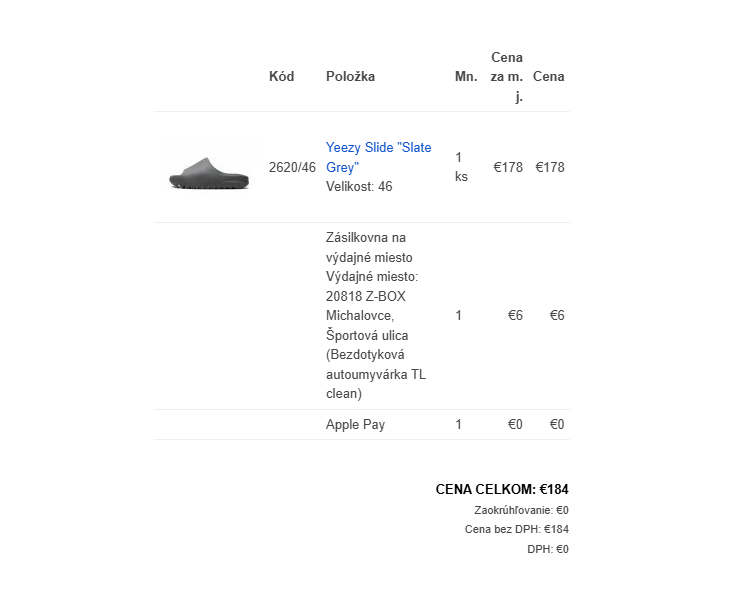 Kód Položka Mn. Cena za m. j. Cena
2620/46 Yeezy Slide "Slate 1 €178 €178
Grey" ks
Velikost: 46
Zásilkovna na
výdajné miesto
Výdajné miesto:
20818 Z-BOX
Michalovce, 1 €6 €6
Športová ulica
(Bezdotyková
autoumyvárka TL
clean)
Apple Pay 1 €0 €0
CENA CELKOM: €184
Zaokrúhľovanie: €0
Cena bez DPH: €184
DPH: €0